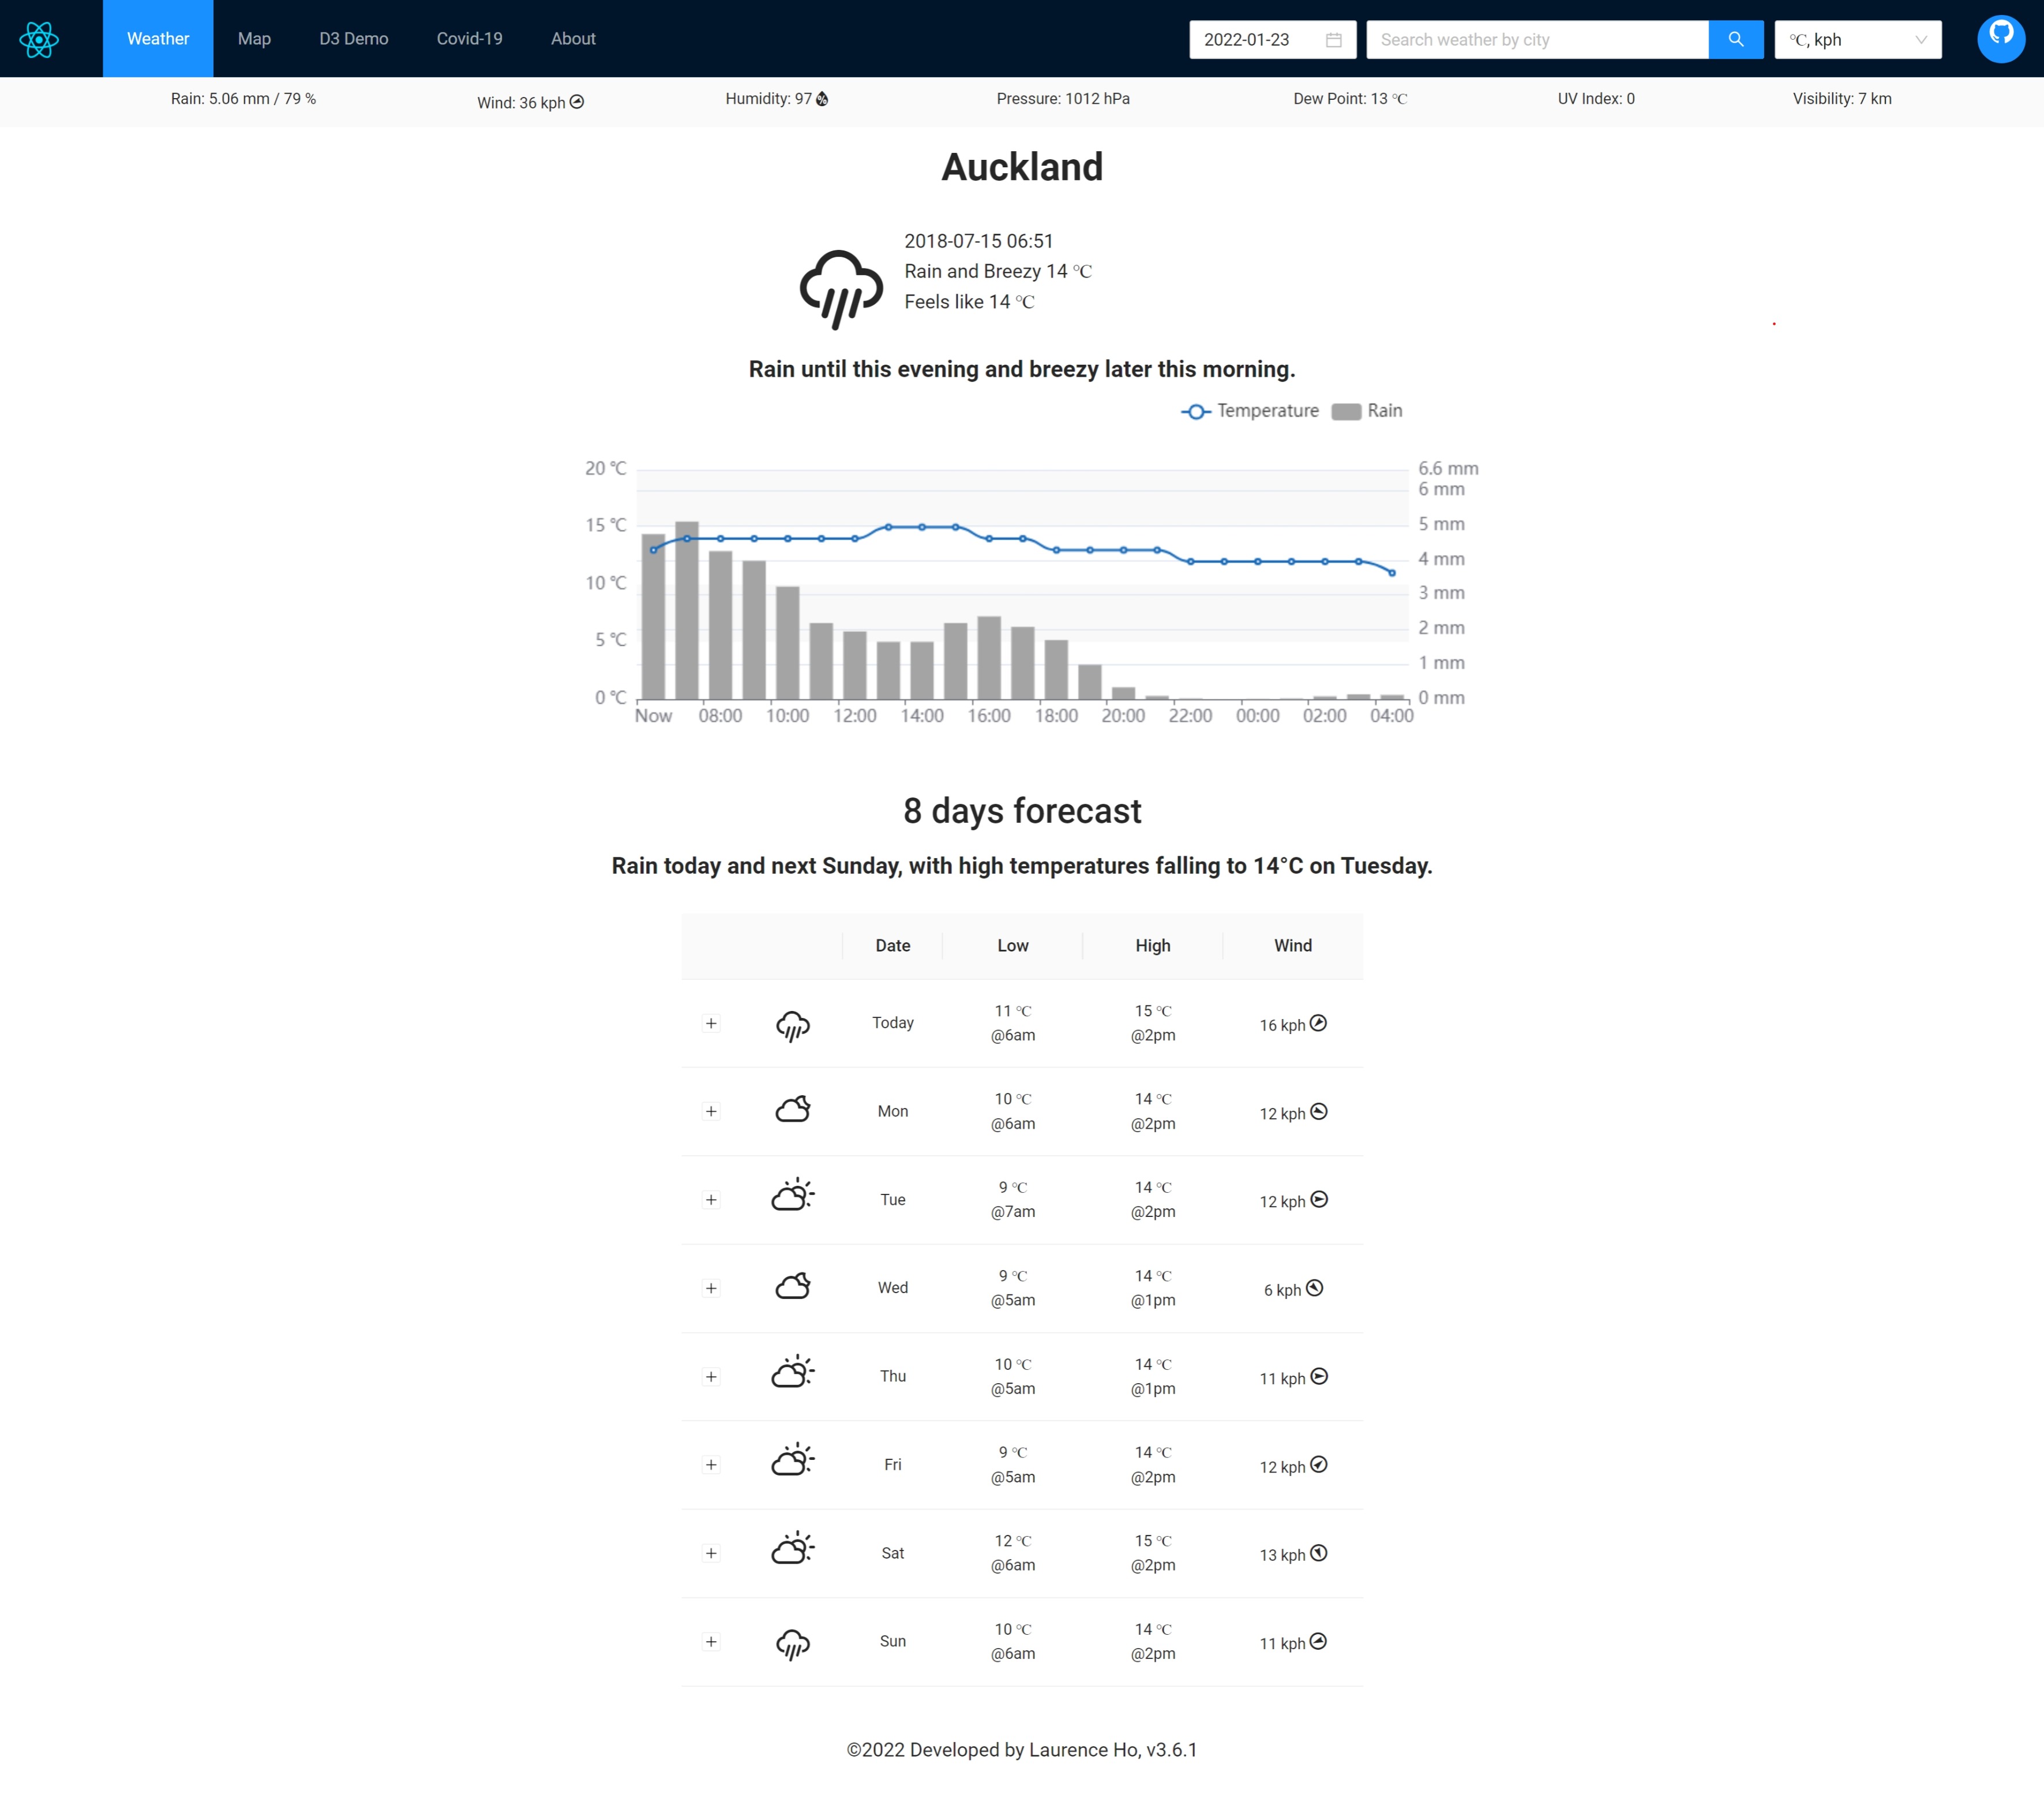 Weather Map D3 Demo Covid-19 About 2022-01-23 Search weather by city °C, kph
Rain: 5.06 mm / 79 % Wind: 36 kph Humidity: 97 % Pressure: 1012 hPa Dew Point: 13 °C UV Index: 0 Visibility: 7 km
Auckland
2018-07-15 06:51
Rain and Breezy 14 °C
Feels like 14 °C
Rain until this evening and breezy later this morning.
Temperature Rain
20 °C 6.6 mm
6 mm
15 °C 5 mm
4 mm
10 °C 3 mm
2 mm
5 °C 1 mm
0 °C 0 mm
Now 08:00 10:00 12:00 14:00 16:00 18:00 20:00 22:00 00:00 02:00 04:00
8 days forecast
Rain today and next Sunday, with high temperatures falling to 14°C on Tuesday.
Date Low High Wind
+ Today 11 °C @6am 15 °C @2pm 16 kph
+ Mon 10 °C @6am 14 °C @2pm 12 kph
+ Tue 9 °C @7am 14 °C @2pm 12 kph
+ Wed 9 °C @5am 14 °C @1pm 6 kph
+ Thu 10 °C @5am 14 °C @1pm 11 kph
+ Fri 9 °C @5am 14 °C @2pm 12 kph
+ Sat 12 °C @6am 15 °C @2pm 13 kph
+ Sun 10 °C @6am 14 °C @2pm 11 kph
©2022 Developed by Laurence Ho, v3.6.1